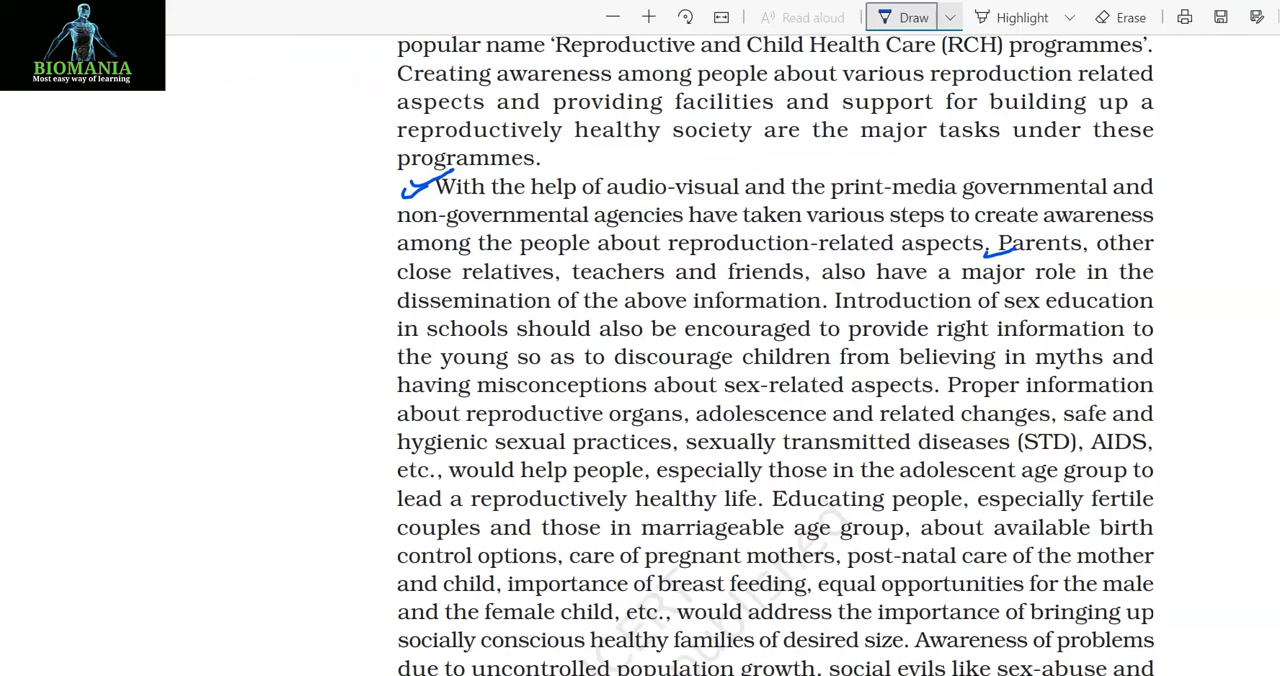 BIOMANIA
Most easy way of learning
Read aloud
Draw
Highlight
Erase
popular name ‘Reproductive and Child Health Care (RCH) programmes’.
Creating awareness among people about various reproduction related
aspects and providing facilities and support for building up a
reproductively healthy society are the major tasks under these
programmes.
With the help of audio-visual and the print-media governmental and
non-governmental agencies have taken various steps to create awareness
among the people about reproduction-related aspects. Parents, other
close relatives, teachers and friends, also have a major role in the
dissemination of the above information. Introduction of sex education
in schools should also be encouraged to provide right information to
the young so as to discourage children from believing in myths and
having misconceptions about sex-related aspects. Proper information
about reproductive organs, adolescence and related changes, safe and
hygienic sexual practices, sexually transmitted diseases (STD), AIDS,
etc., would help people, especially those in the adolescent age group to
lead a reproductively healthy life. Educating people, especially fertile
couples and those in marriageable age group, about available birth
control options, care of pregnant mothers, post-natal care of the mother
and child, importance of breast feeding, equal opportunities for the male
and the female child, etc., would address the importance of bringing up
socially conscious healthy families of desired size. Awareness of problems
due to uncontrolled population growth, social evils like sex-abuse and